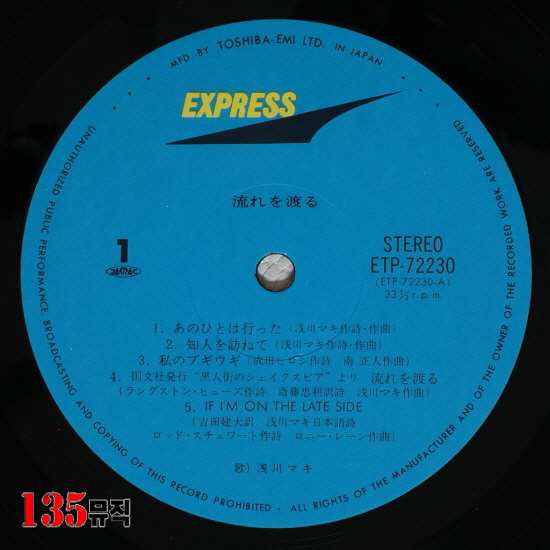 MFD. BY TOSHIBA-EMI LTD. IN JAPAN
EXPRESS
流れを渡る
1
JASRAC
STEREO
ETP-72230
(ETP-72230-A)
33 1/3 r.p.m.
1. あのひとは行った (浅川マキ作詩・作曲)
2. 知人を訪ねて (浅川マキ作詩・作曲)
3. 私のブギウギ (成田ヒロシ作詩 南 正人作曲)
4. 国文社発行 "黒人街のシェイクスピア" より 流れを渡る
(ラングストン・ヒューズ作詩 斎藤忠利訳詩 浅川マキ作曲)
5. IF I'M ON THE LATE SIDE
(吉田建大訳 浅川マキ日本語詩
ロッド・スチュワート作詩 ロニー・レーン作曲)
歌) 浅川マキ
UNAUTHORIZED PUBLIC PERFORMANCE, BROADCASTING AND COPYING OF THIS RECORD PROHIBITED • ALL RIGHTS OF THE MANUFACTURER AND OF THE OWNER OF THE RECORDED WORK ARE RESERVED
135뮤직